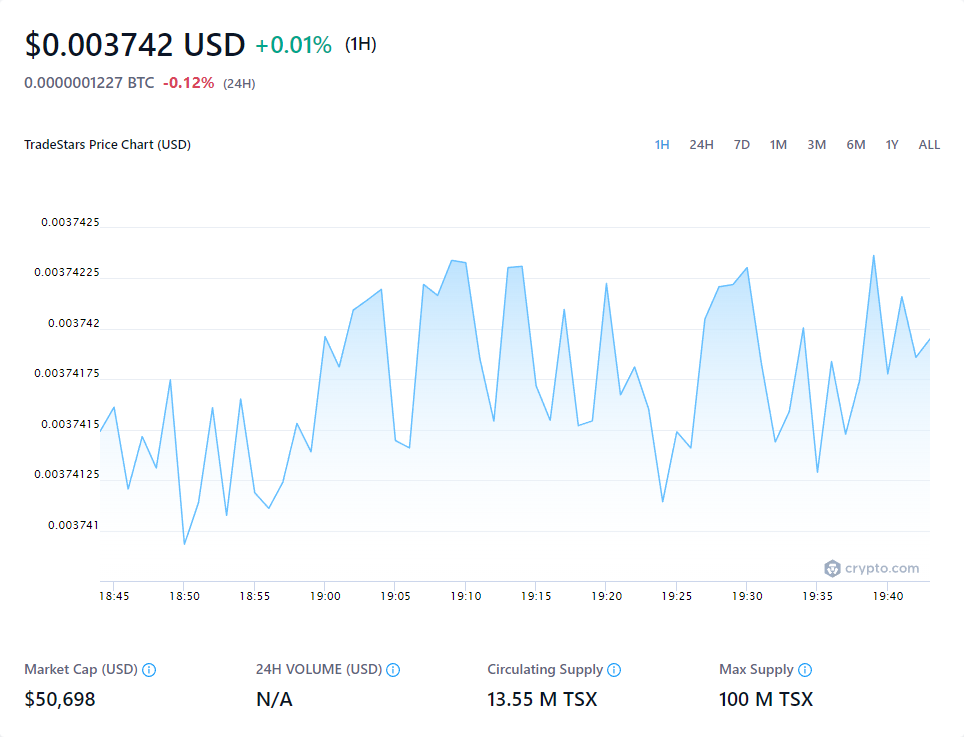 $0.003742 USD +0.01% (1H)
0.0000001227 BTC -0.12% (24H)
TradeStars Price Chart (USD) 1H 24H 7D 1M 3M 6M 1Y ALL
0.0037425
0.00374225
0.003742
0.00374175
0.0037415
0.00374125
0.003741
crypto.com
18:45 18:50 18:55 19:00 19:05 19:10 19:15 19:20 19:25 19:30 19:35 19:40
Market Cap (USD) 24H VOLUME (USD) Circulating Supply Max Supply
$50,698 N/A 13.55 M TSX 100 M TSX